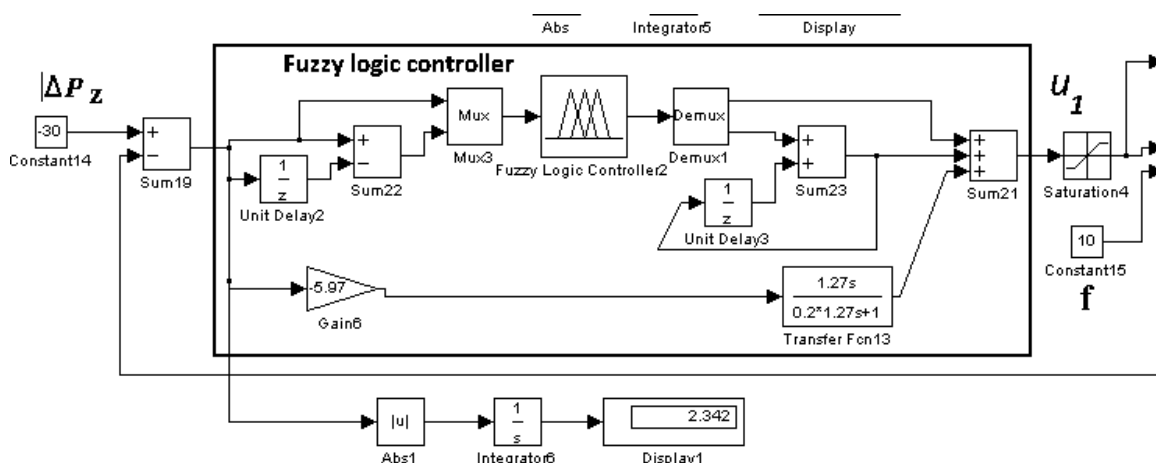 Abs Integrator5 Display
Fuzzy logic controller
|ΔP z
u1
-30
Constant14
+
−
Sum19
1
z
Unit Delay2
+
−
Sum22
Mux
Mux3
Fuzzy Logic Controller2
Demux
Demux1
+
+
Sum23
1
z
Unit Delay3
+
+
+
Sum21
Saturation4
10
Constant15
f
-5.97
Gain6
1.27s
0.2*1.27s+1
Transfer Fcn13
|u|
Abs1
1
s
Integrator6
2.342
Display1